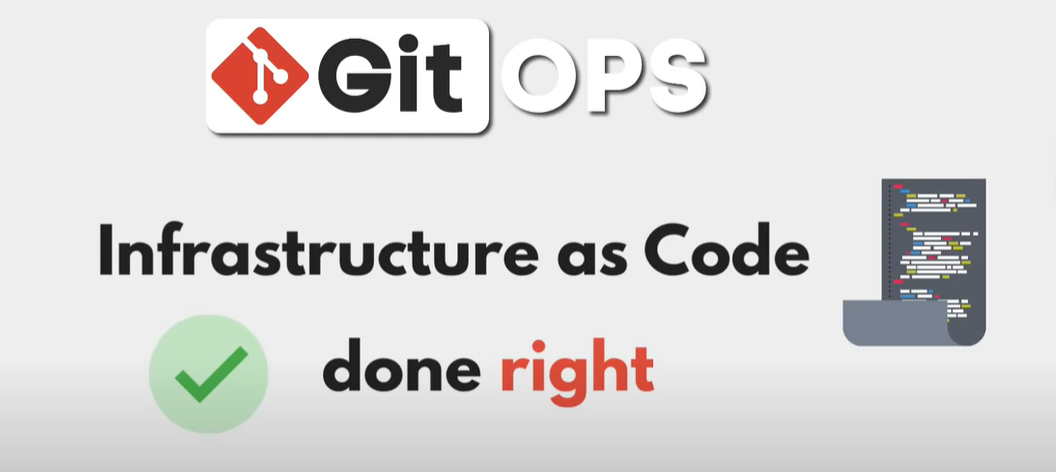 Git OPS
Infrastructure as Code
done right